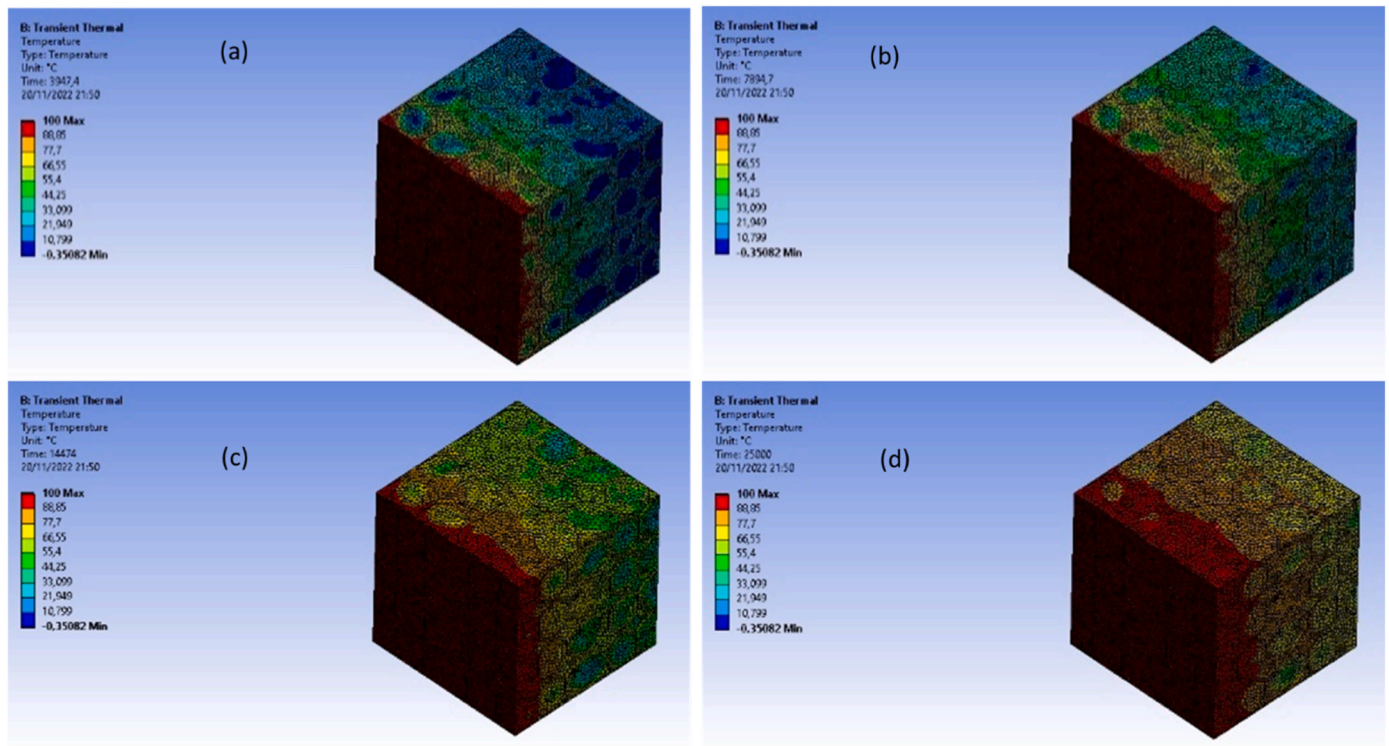 B: Transient Thermal
Temperature
Type: Temperature
Unit: °C
Time: 3947,4
20/11/2022 21:50
(a)
100 Max
88,85
77,7
66,55
55,4
44,25
33,099
21,949
10,799
-0,35082 Min
B: Transient Thermal
Temperature
Type: Temperature
Unit: °C
Time: 7894,7
20/11/2022 21:50
(b)
100 Max
88,85
77,7
66,55
55,4
44,25
33,099
21,949
10,799
-0,35082 Min
B: Transient Thermal
Temperature
Type: Temperature
Unit: °C
Time: 14474
20/11/2022 21:50
(c)
100 Max
88,85
77,7
66,55
55,4
44,25
33,099
21,949
10,799
-0,35082 Min
B: Transient Thermal
Temperature
Type: Temperature
Unit: °C
Time: 25000
20/11/2022 21:50
(d)
100 Max
88,85
77,7
66,55
55,4
44,25
33,099
21,949
10,799
-0,35082 Min